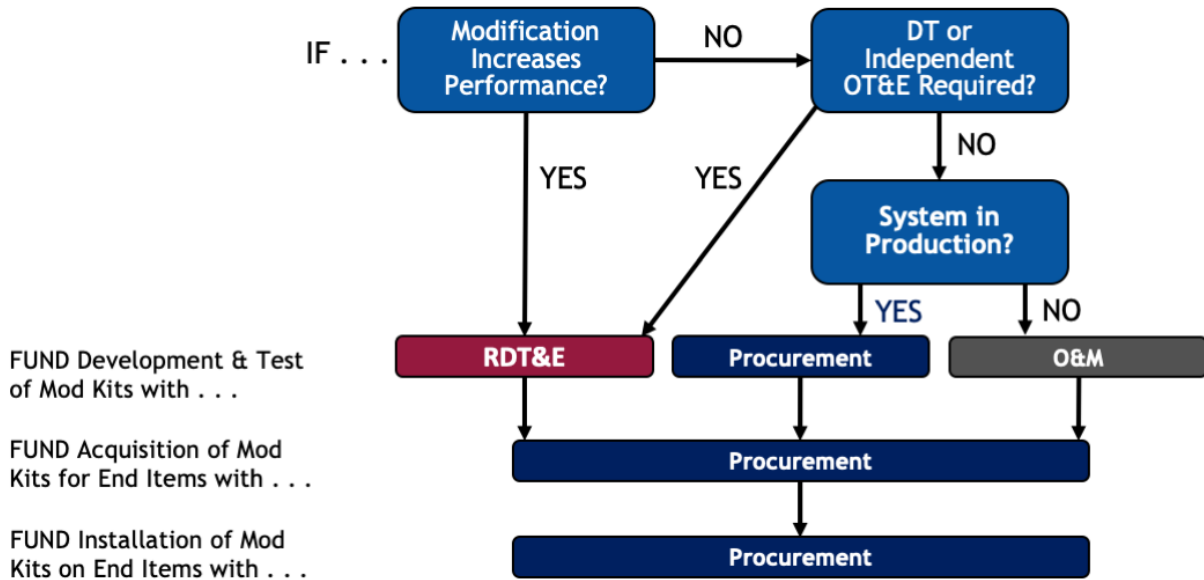 IF . . .
Modification
Increases
Performance?
NO
DT or
Independent
OT&E Required?
YES
YES
NO
System in
Production?
YES
NO
FUND Development & Test
of Mod Kits with . . .
RDT&E
Procurement
O&M
FUND Acquisition of Mod
Kits for End Items with . . .
Procurement
FUND Installation of Mod
Kits on End Items with . . .
Procurement